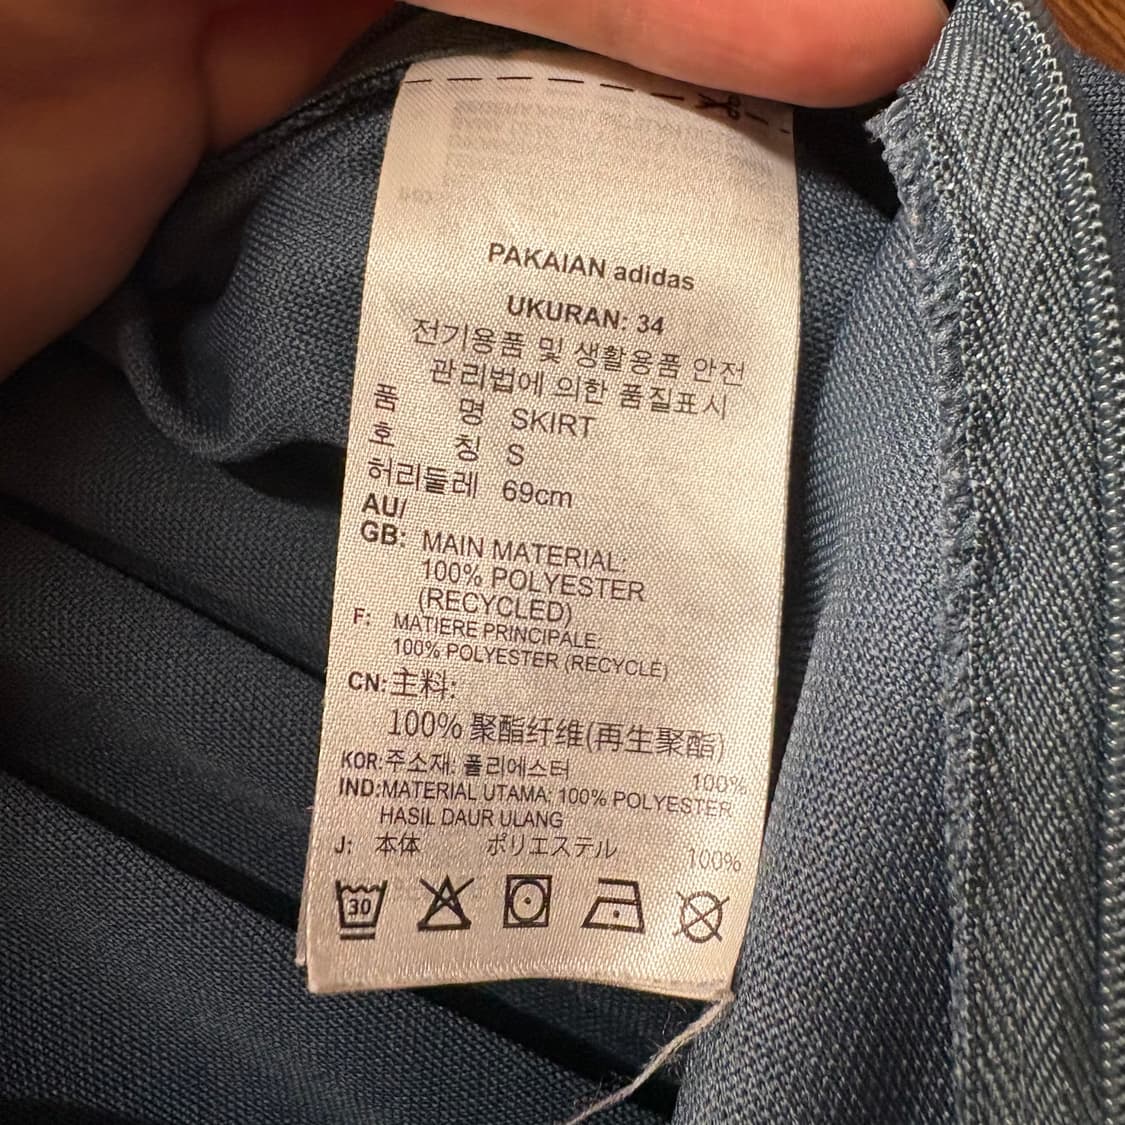 PAKAIAN adidas
UKURAN: 34
전기용품 및 생활용품 안전
관리법에 의한 품질표시
품 명 SKIRT
호 칭 S
허리둘레 69cm
AU/
GB: MAIN MATERIAL:
100% POLYESTER
(RECYCLED)
F: MATIERE PRINCIPALE:
100% POLYESTER (RECYCLÉ)
CN: 主料:
100% 聚酯纤维(再生聚酯)
KOR: 주소재: 폴리에스터 100%
IND: MATERIAL UTAMA: 100% POLYESTER
HASIL DAUR ULANG
J: 本体 ポリエステル 100%
30